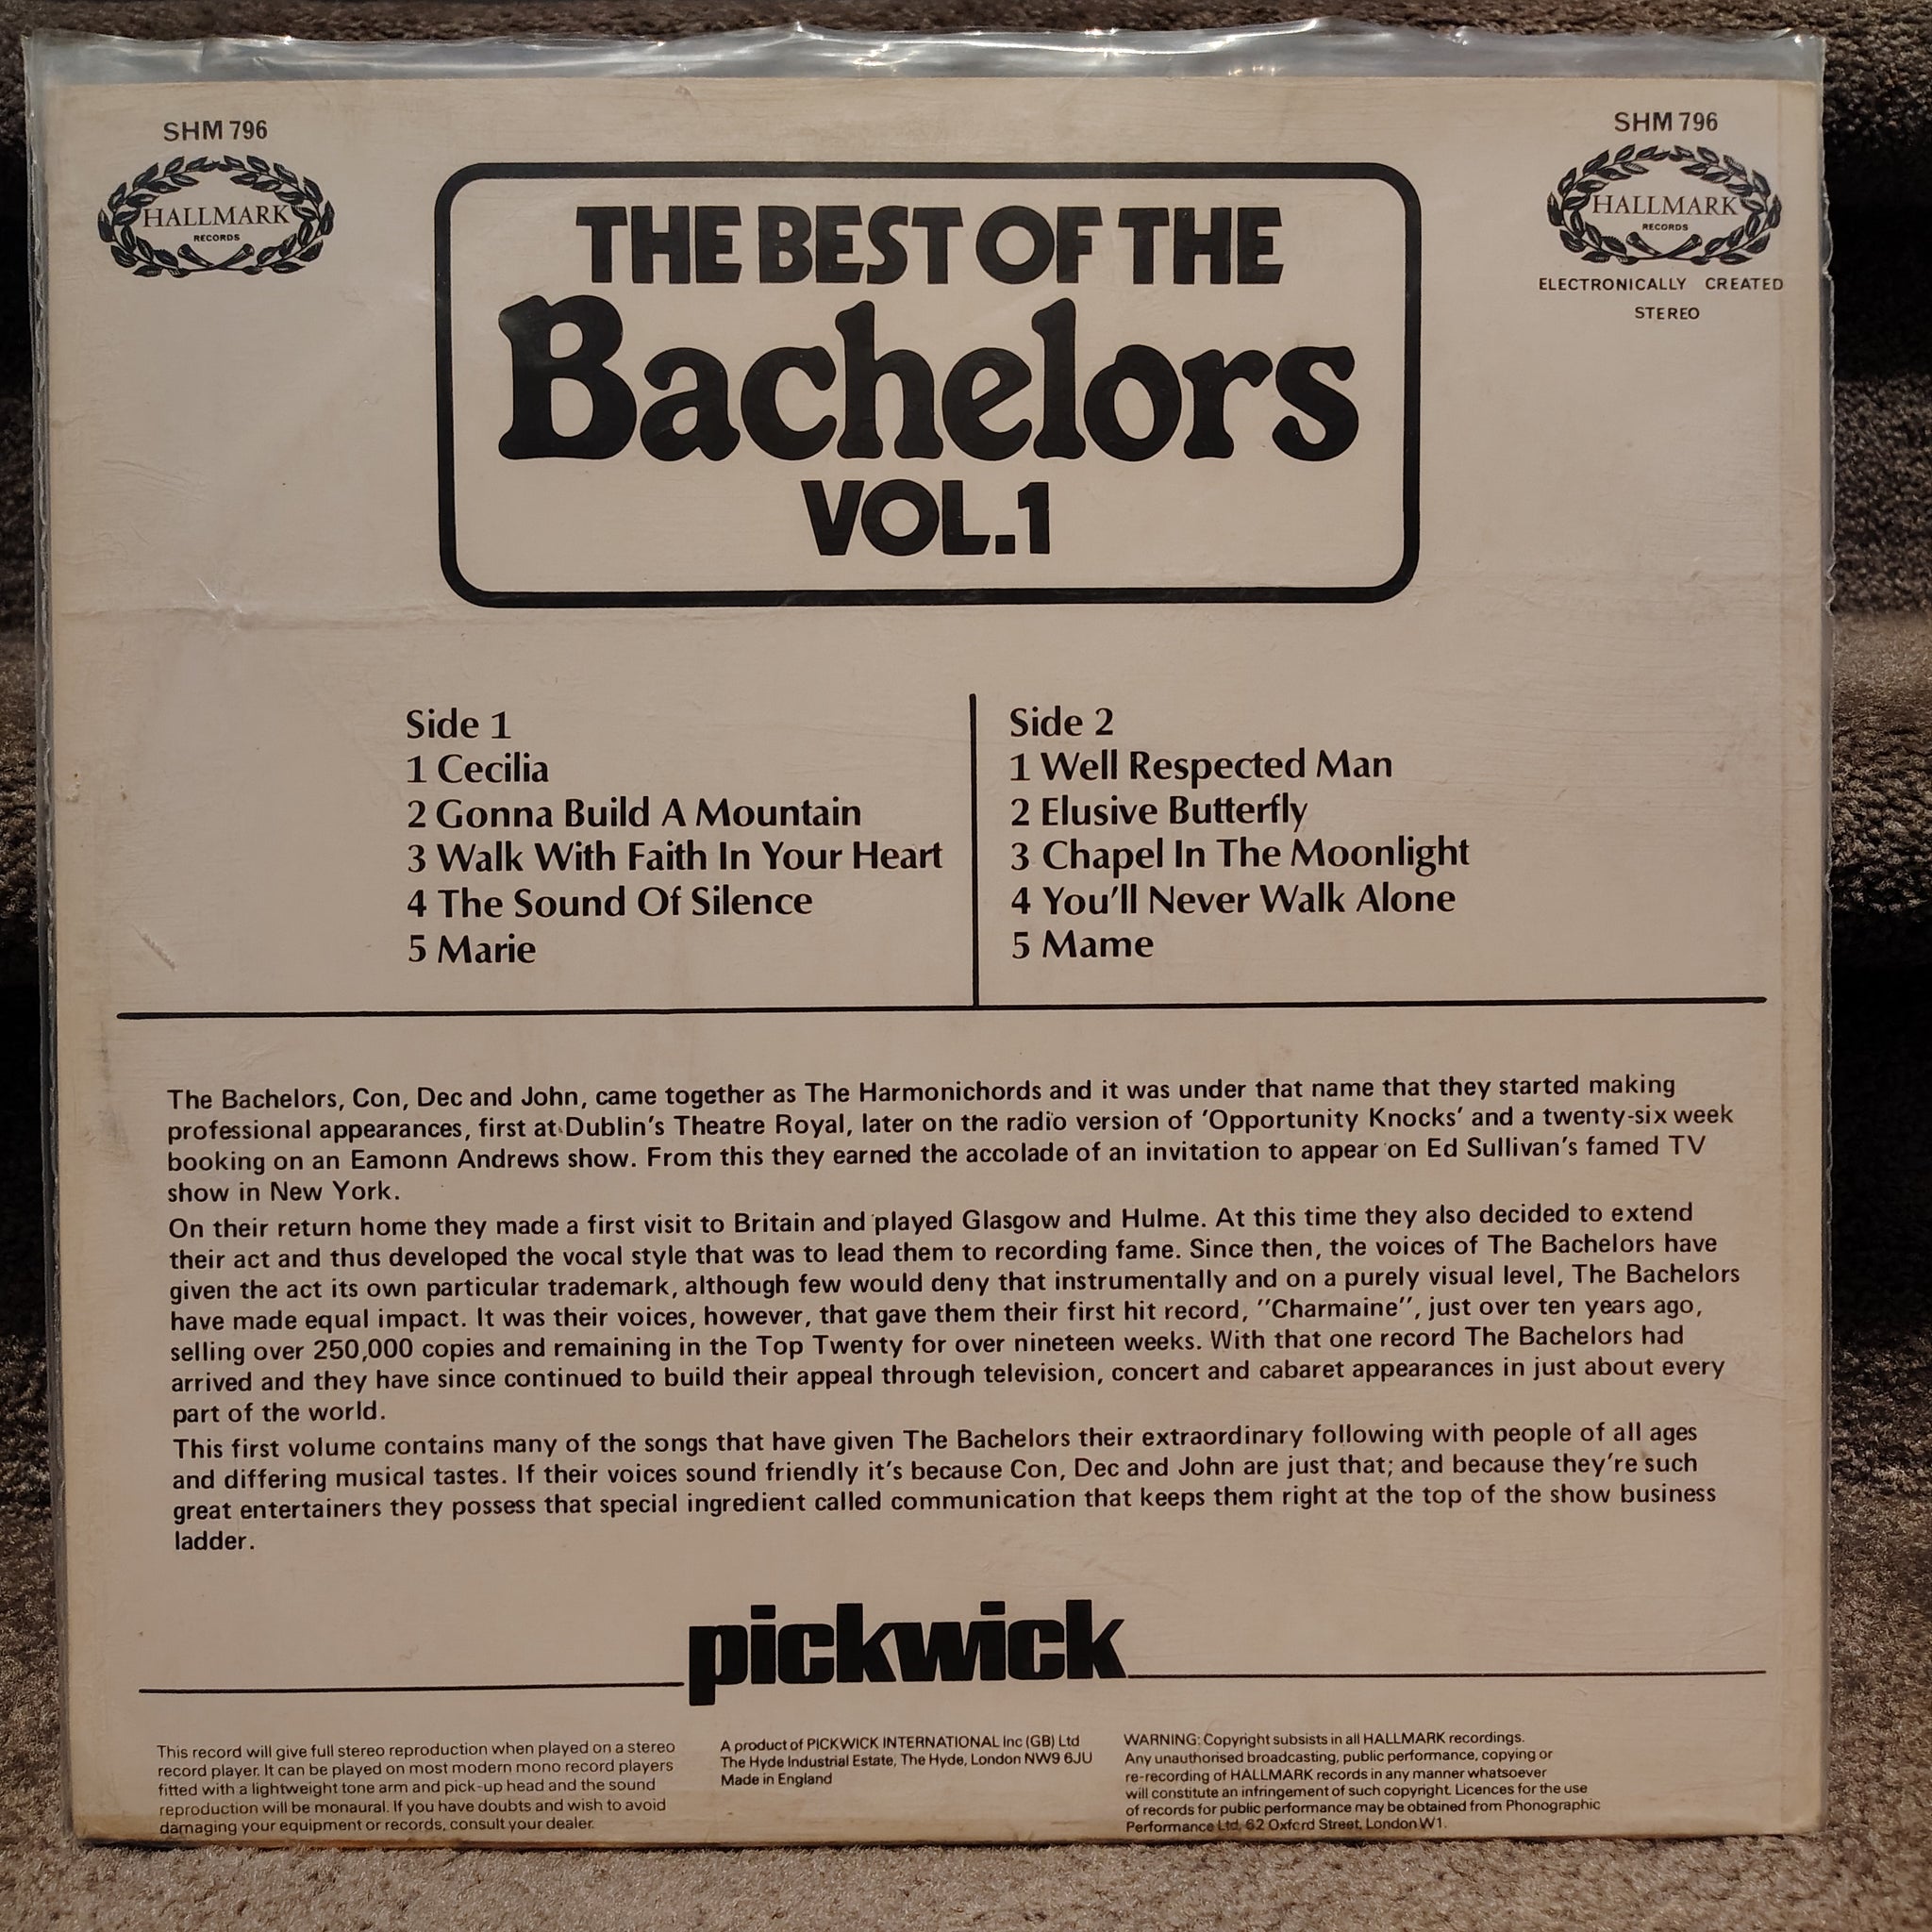 SHM 796
HALLMARK
RECORDS
SHM 796
HALLMARK
RECORDS
ELECTRONICALLY CREATED
STEREO
THE BEST OF THE
Bachelors
VOL.1
Side 1
1 Cecilia
2 Gonna Build A Mountain
3 Walk With Faith In Your Heart
4 The Sound Of Silence
5 Marie
Side 2
1 Well Respected Man
2 Elusive Butterfly
3 Chapel In The Moonlight
4 You'll Never Walk Alone
5 Mame
The Bachelors, Con, Dec and John, came together as The Harmonichords and it was under that name that they started making
professional appearances, first at Dublin's Theatre Royal, later on the radio version of 'Opportunity Knocks' and a twenty-six week
booking on an Eamonn Andrews show. From this they earned the accolade of an invitation to appear on Ed Sullivan's famed TV
show in New York.
On their return home they made a first visit to Britain and played Glasgow and Hulme. At this time they also decided to extend
their act and thus developed the vocal style that was to lead them to recording fame. Since then, the voices of The Bachelors have
given the act its own particular trademark, although few would deny that instrumentally and on a purely visual level, The Bachelors
have made equal impact. It was their voices, however, that gave them their first hit record, "Charmaine", just over ten years ago,
selling over 250,000 copies and remaining in the Top Twenty for over nineteen weeks. With that one record The Bachelors had
arrived and they have since continued to build their appeal through television, concert and cabaret appearances in just about every
part of the world.
This first volume contains many of the songs that have given The Bachelors their extraordinary following with people of all ages
and differing musical tastes. If their voices sound friendly it's because Con, Dec and John are just that; and because they're such
great entertainers they possess that special ingredient called communication that keeps them right at the top of the show business
ladder.
pickwick
This record will give full stereo reproduction when played on a stereo
record player. It can be played on most modern mono record players
fitted with a lightweight tone arm and pick-up head and the sound
reproduction will be monaural. If you have doubts and wish to avoid
damaging your equipment or records, consult your dealer.
A product of PICKWICK INTERNATIONAL Inc (GB) Ltd
The Hyde Industrial Estate, The Hyde, London NW9 6JU
Made in England
WARNING: Copyright subsists in all HALLMARK recordings.
Any unauthorised broadcasting, public performance, copying or
re-recording of HALLMARK records in any manner whatsoever
will constitute an infringement of such copyright. Licences for the use
of records for public performance may be obtained from Phonographic
Performance Ltd, 62 Oxford Street, London W1.